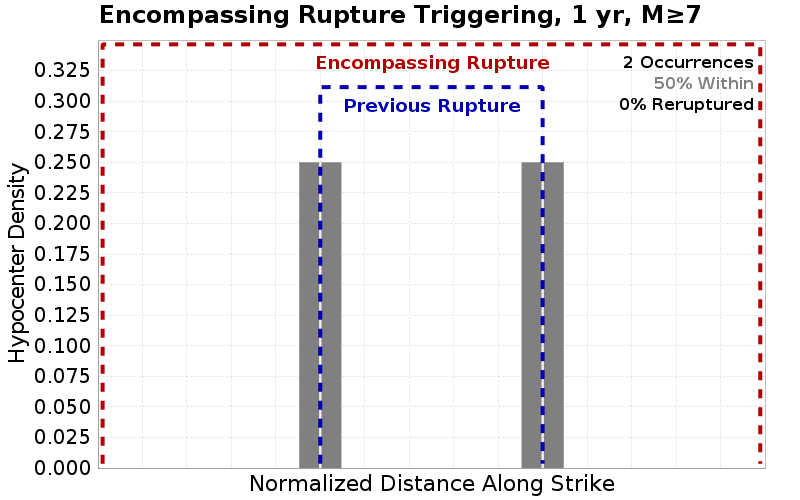 Encompassing Rupture Triggering, 1 yr, M≥7
Encompassing Rupture
Previous Rupture
2 Occurrences
50% Within
0% Reruptured
Hypocenter Density
0.325
0.300
0.275
0.250
0.225
0.200
0.175
0.150
0.125
0.100
0.075
0.050
0.025
0.000
Normalized Distance Along Strike